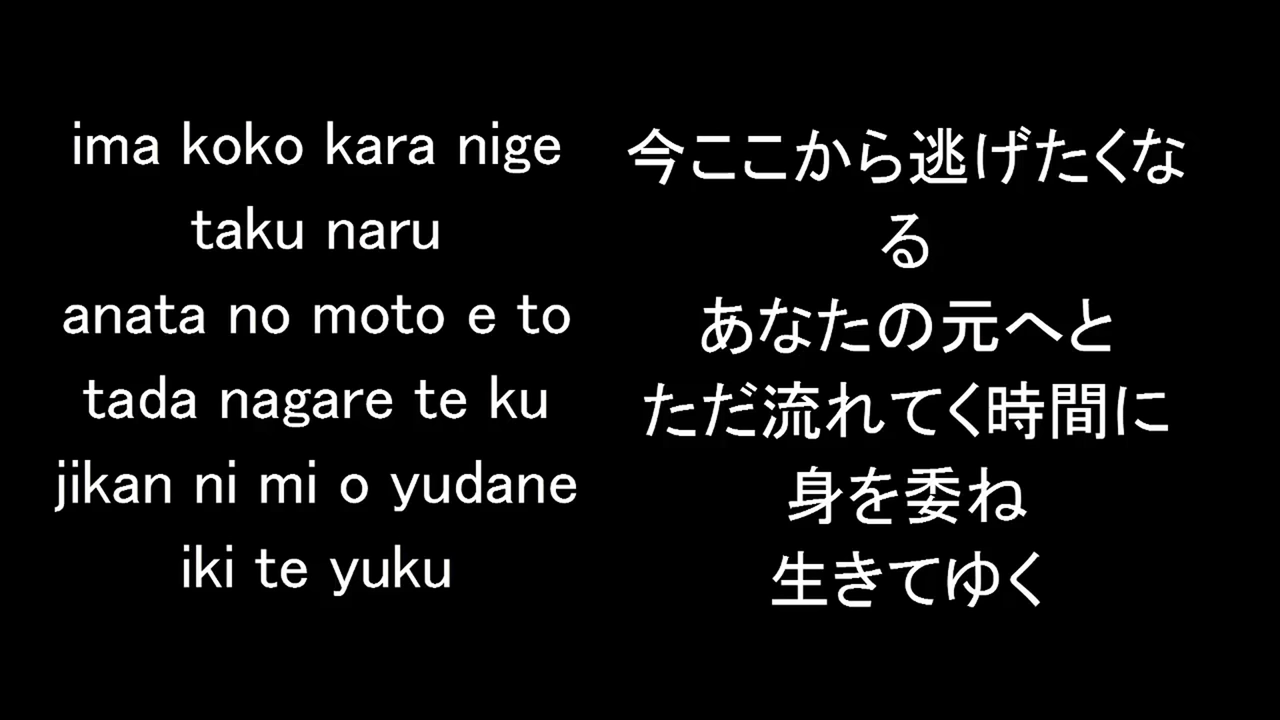 ima koko kara nige
taku naru
anata no moto e to
tada nagare te ku
jikan ni mi o yudane
iki te yuku
今ここから逃げたくな
る
あなたの元へと
ただ流れてく時間に
身を委ね
生きてゆく